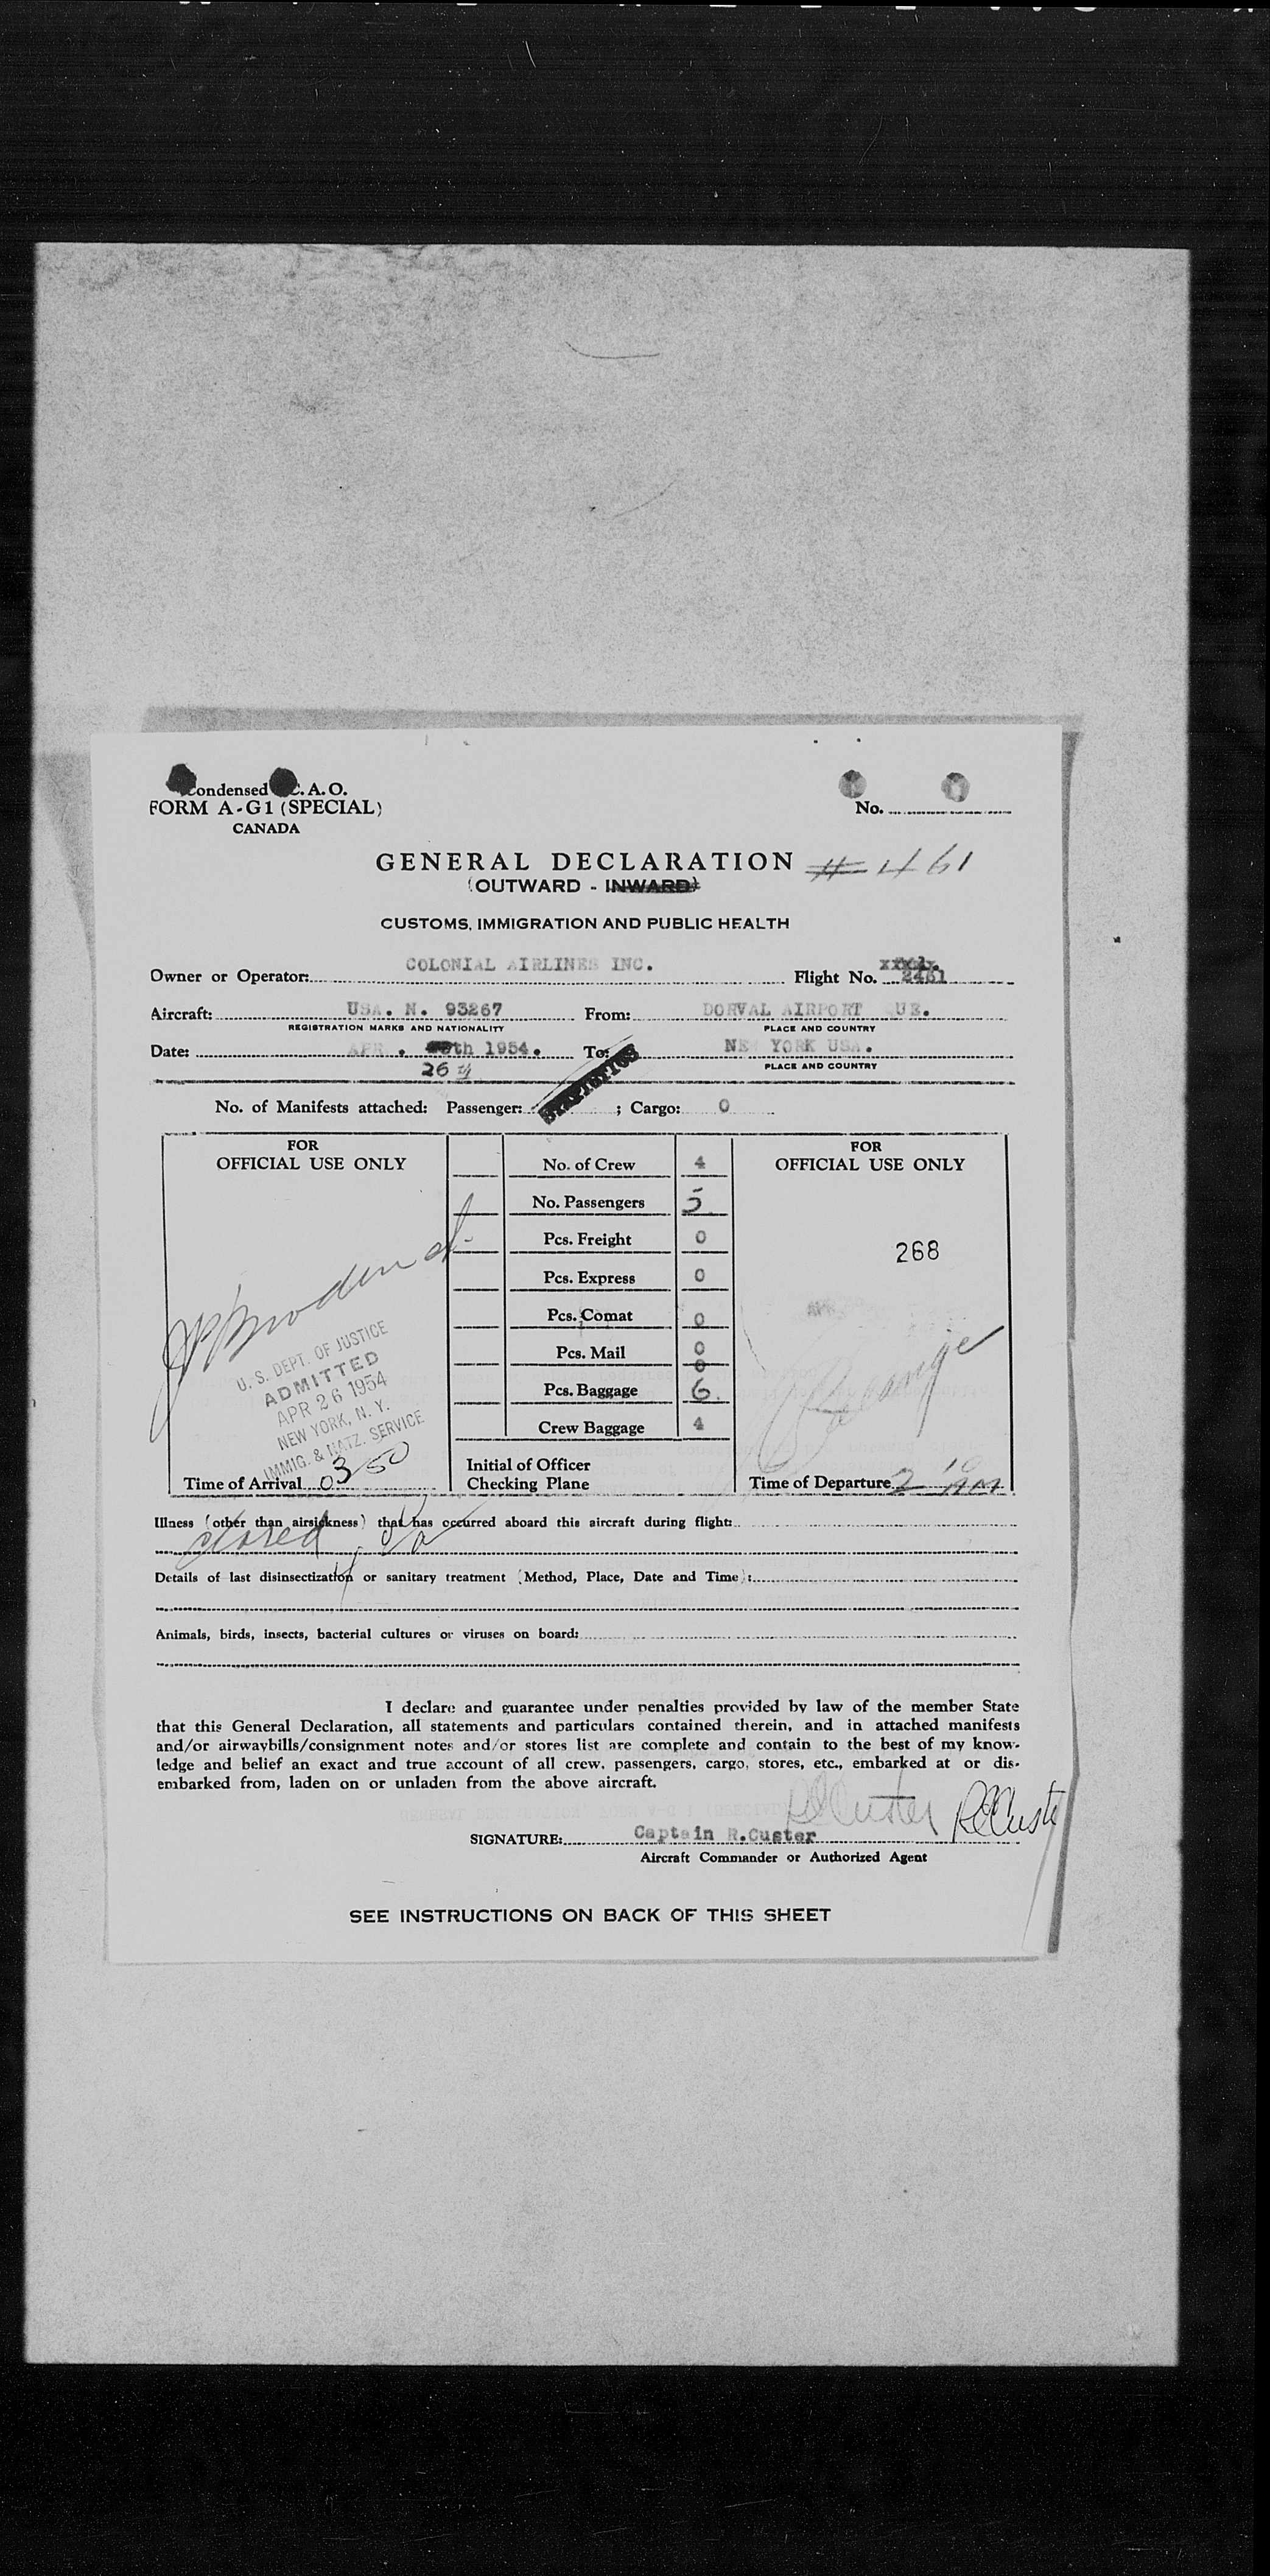 Condensed I.C.A.O.
FORM A-G1 (SPECIAL)
CANADA
No.
GENERAL DECLARATION # 461
(OUTWARD - INWARD)
CUSTOMS, IMMIGRATION AND PUBLIC HEALTH
Owner or Operator: COLONIAL AIRLINES INC. Flight No. 2461
Aircraft: USA. N. 93267 From: DORVAL AIRPORT QUE.
REGISTRATION MARKS AND NATIONALITY PLACE AND COUNTRY
Date: APR. th 1954. To: NEW YORK USA.
26 PLACE AND COUNTRY
No. of Manifests attached: Passenger: STATISTICS ; Cargo: 0
FOR
OFFICIAL USE ONLY
No. of Crew 4
No. Passengers 5
Pcs. Freight 0
Pcs. Express 0
Pcs. Comat 0
Pcs. Mail 0
0
Pcs. Baggage 6
Crew Baggage 4
Initial of Officer
Checking Plane
FOR
OFFICIAL USE ONLY
268
U. S. DEPT. OF JUSTICE
ADMITTED
APR 26 1954
NEW YORK, N. Y.
IMMIG. & NATZ. SERVICE
Time of Arrival 0350
Time of Departure 2 10 AM
Illness (other than airsickness) that has occurred aboard this aircraft during flight:
Details of last disinsectization or sanitary treatment (Method, Place, Date and Time):
Animals, birds, insects, bacterial cultures or viruses on board:
I declare and guarantee under penalties provided by law of the member State
that this General Declaration, all statements and particulars contained therein, and in attached manifests
and/or airwaybills/consignment notes and/or stores list are complete and contain to the best of my know-
ledge and belief an exact and true account of all crew, passengers, cargo, stores, etc., embarked at or dis-
embarked from, laden on or unladen from the above aircraft.
SIGNATURE: Captain R.Custer RCCuster RCCuste
Aircraft Commander or Authorized Agent
SEE INSTRUCTIONS ON BACK OF THIS SHEET